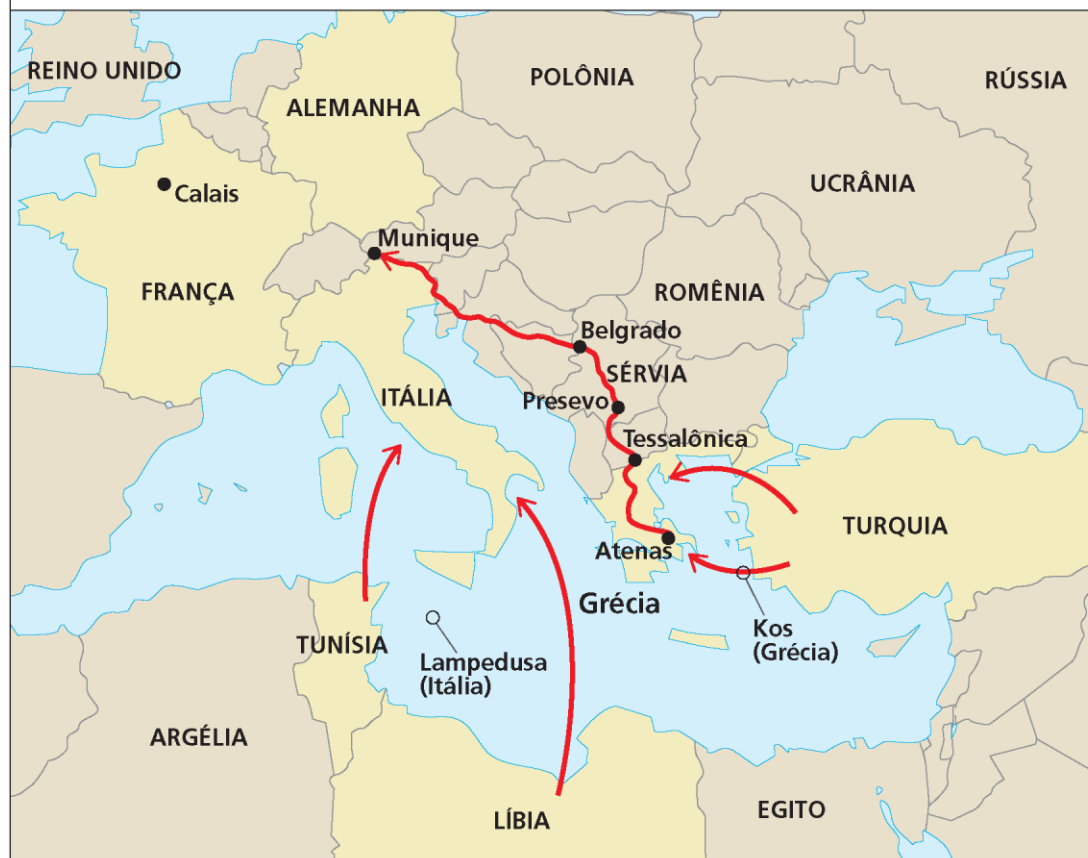 REINO UNIDO
POLÔNIA
RÚSSIA
ALEMANHA
Calais
UCRÂNIA
Munique
FRANÇA
ROMÊNIA
Belgrado
SÉRVIA
ITÁLIA
Presevo
Tessalônica
TURQUIA
Atenas
Grécia
Kos
(Grécia)
TUNÍSIA
Lampedusa
(Itália)
ARGÉLIA
LÍBIA
EGITO